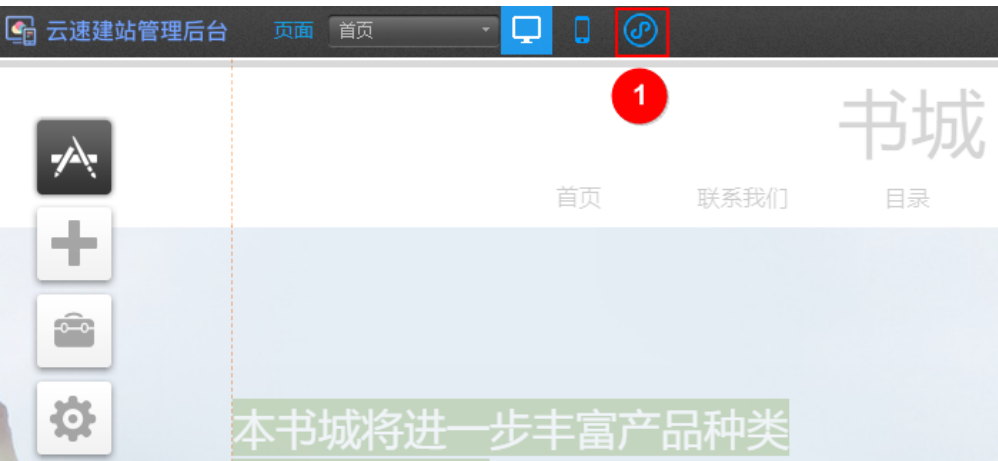 云速建站管理后台 页面 首页
1
书城
首页 联系我们 目录
本书城将进一步丰富产品种类